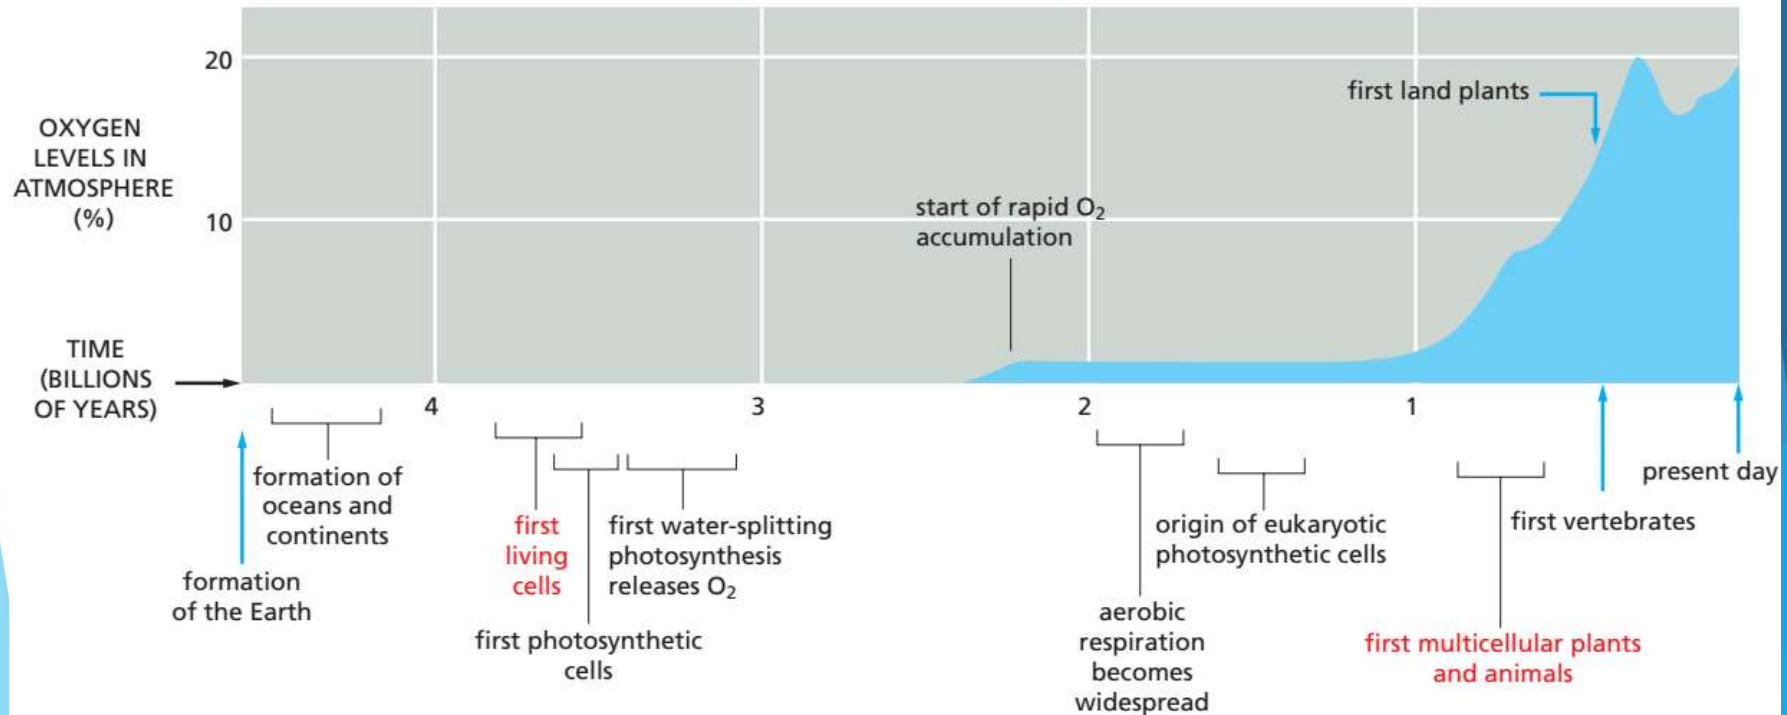 20
OXYGEN
LEVELS IN
ATMOSPHERE
(%)
10
first land plants
start of rapid O₂
accumulation
TIME
(BILLIONS
OF YEARS)
4
3
2
1
formation of
oceans and
continents
formation
of the Earth
first
living
cells
first water-splitting
photosynthesis
releases O₂
first photosynthetic
cells
aerobic
respiration
becomes
widespread
origin of eukaryotic
photosynthetic cells
first multicellular plants
and animals
first vertebrates
present day